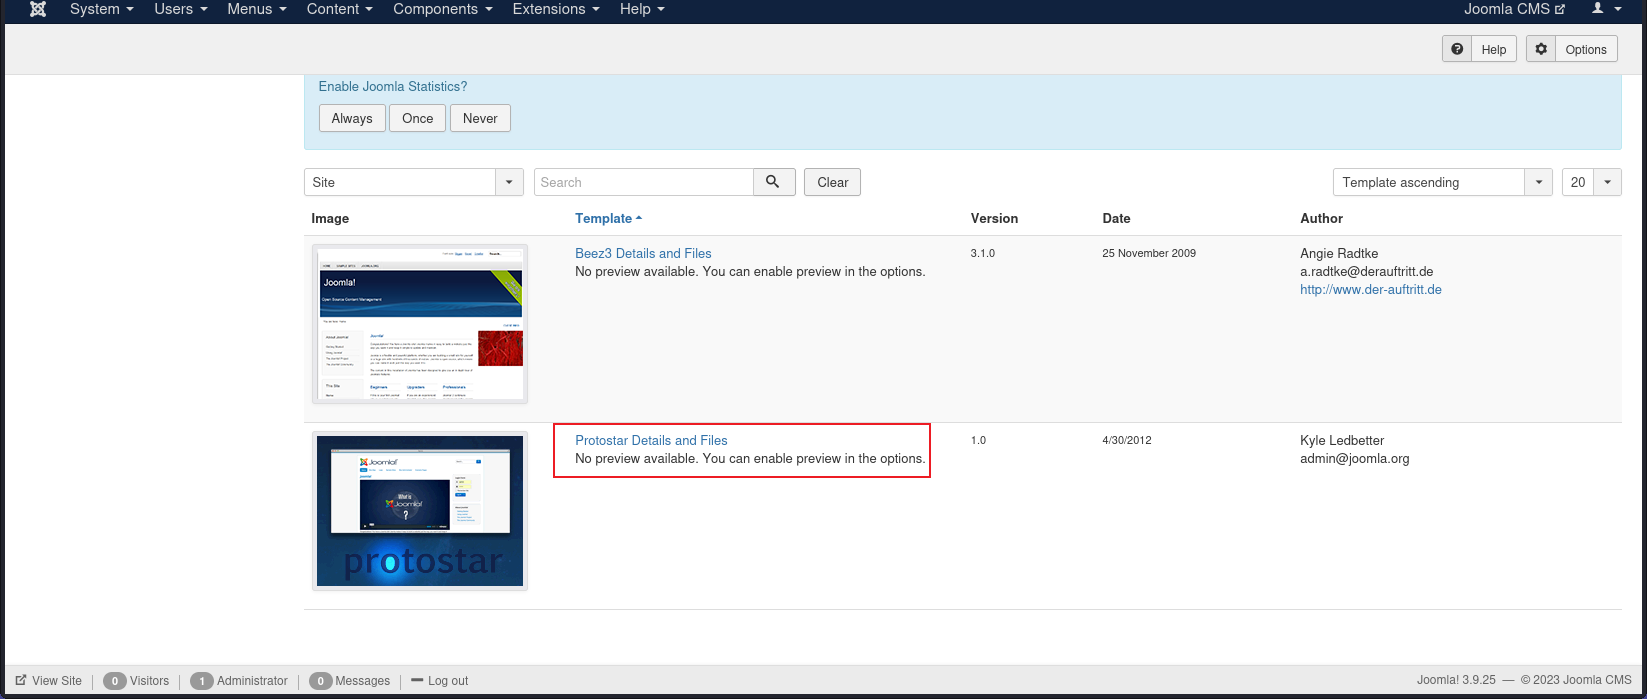 System Users Menus Content Components Extensions Help Joomla CMS
Help Options
Enable Joomla Statistics?
Always Once Never
Site Search Clear Template ascending 20
Image Template Version Date Author
Beez3 Details and Files 3.1.0 25 November 2009 Angie Radtke
No preview available. You can enable preview in the options. a.radtke@derauftritt.de
http://www.der-auftritt.de
Joomla!
Open Source Content Management
Protostar Details and Files 1.0 4/30/2012 Kyle Ledbetter
No preview available. You can enable preview in the options. admin@joomla.org
Joomla!
What is
Joomla!
?
protostar
View Site 0 Visitors 1 Administrator 0 Messages Log out Joomla! 3.9.25 — © 2023 Joomla CMS